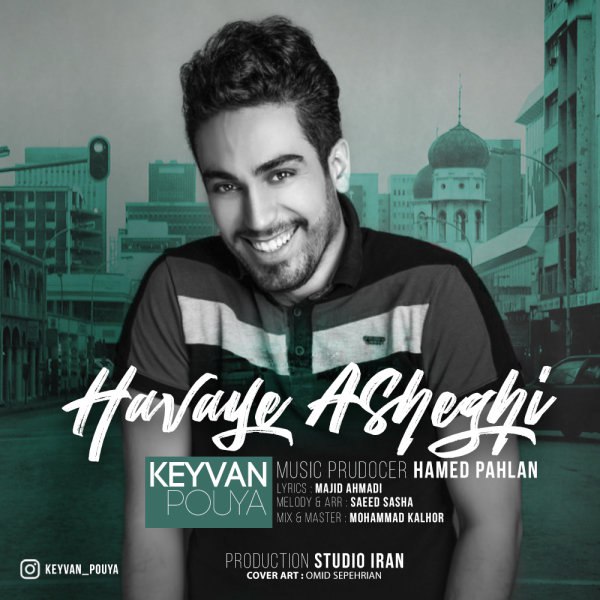 Havaye Asheghi
KEYVAN
POUYA
MUSIC PRUDOCER HAMED PAHLAN
LYRICS : MAJID AHMADI
MELODY & ARR : SAEED SASHA
MIX & MASTER : MOHAMMAD KALHOR
PRODUCTION STUDIO IRAN
COVER ART : OMID SEPEHRIAN
KEYVAN_POUYA